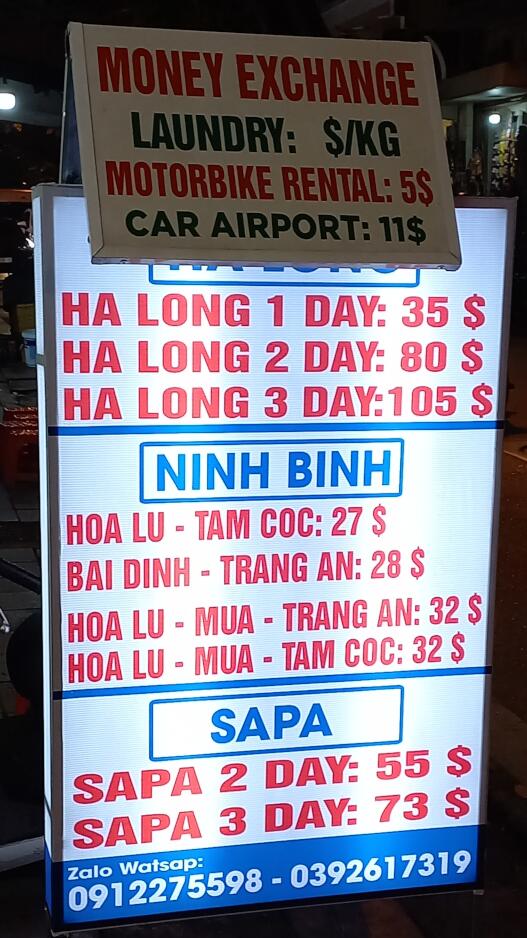 MONEY EXCHANGE
LAUNDRY: $/KG
MOTORBIKE RENTAL: 5$
CAR AIRPORT: 11$
HA LONG
HA LONG 1 DAY: 35 $
HA LONG 2 DAY: 80 $
HA LONG 3 DAY:105 $
NINH BINH
HOA LU - TAM COC: 27 $
BAI DINH - TRANG AN: 28 $
HOA LU - MUA - TRANG AN: 32 $
HOA LU - MUA - TAM COC: 32 $
SAPA
SAPA 2 DAY: 55 $
SAPA 3 DAY: 73 $
Zalo Watsap:
0912275598 - 0392617319